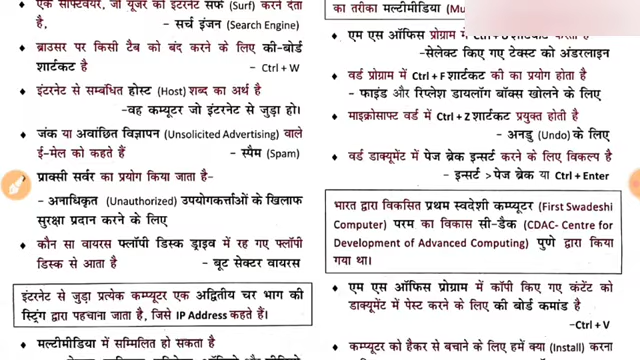 एक साफ्टवेयर, जो यूजर को इंटरनेट सर्फ (Surf) करने देता
है, – सर्च इंजन (Search Engine)
ब्राउसर पर किसी टैब को बंद करने के लिए की-बोर्ड
शार्टकट है – Ctrl + W
इंटरनेट से सम्बंधित होस्ट (Host) शब्द का अर्थ है
-वह कम्यूटर जो इंटरनेट से जुड़ा हो।
जंक या अवांछित विज्ञापन (Unsolicited Advertising) वाले
ई-मेल को कहते हैं – स्पैम (Spam)
प्राक्सी सर्वर का प्रयोग किया जाता है-
- अनाधिकृत (Unauthorized) उपयोगकर्त्ताओं के खिलाफ
सुरक्षा प्रदान करने के लिए
कौन सा वायरस फ्लॉपी डिस्क ड्राइव में रह गए फ्लॉपी
डिस्क से आता है – बूट सेक्टर वायरस
इंटरनेट से जुड़ा प्रत्येक कम्प्यूटर एक अद्वितीय चर भाग की
स्ट्रिंग द्वारा पहचाना जाता है, जिसे IP Address कहते हैं।
मल्टीमीडिया में सम्मिलित हो सकता है
का तरीका मल्टीमीडिया (Mu
एम एस ऑफिस प्रोग्राम में
– सेलेक्ट किए गए टेक्स्ट को अंडरलाइन
वर्ड प्रोग्राम में Ctrl + F शार्टकट की का प्रयोग होता है
- फाइंड और रिप्लेश डायलॉग बॉक्स खोलने के लिए
माइक्रोसाफ्ट वर्ड में Ctrl + Z शार्टकट प्रयुक्त होती है
- अनडु (Undo) के लिए
वर्ड डाक्यूमेंट में पेज ब्रेक इन्सर्ट करने के लिए विकल्प है
- इन्सर्ट > पेज ब्रेक या Ctrl + Enter
भारत द्वारा विकसित प्रथम स्वदेशी कम्प्यूटर (First Swadeshi
Computer) परम का विकास सी-डैक (CDAC- Centre for
Development of Advanced Computing) पुणे द्वारा किया
गया था।
एम एस ऑफिस प्रोग्राम में कॉपी किए गए कंटेंट को
डाक्यूमेंट में पेस्ट करने के लिए की बोर्ड कमांड है
-Ctrl + V
कम्प्यूटर को हैकर से बचाने के लिए हमें क्या (Install) करना